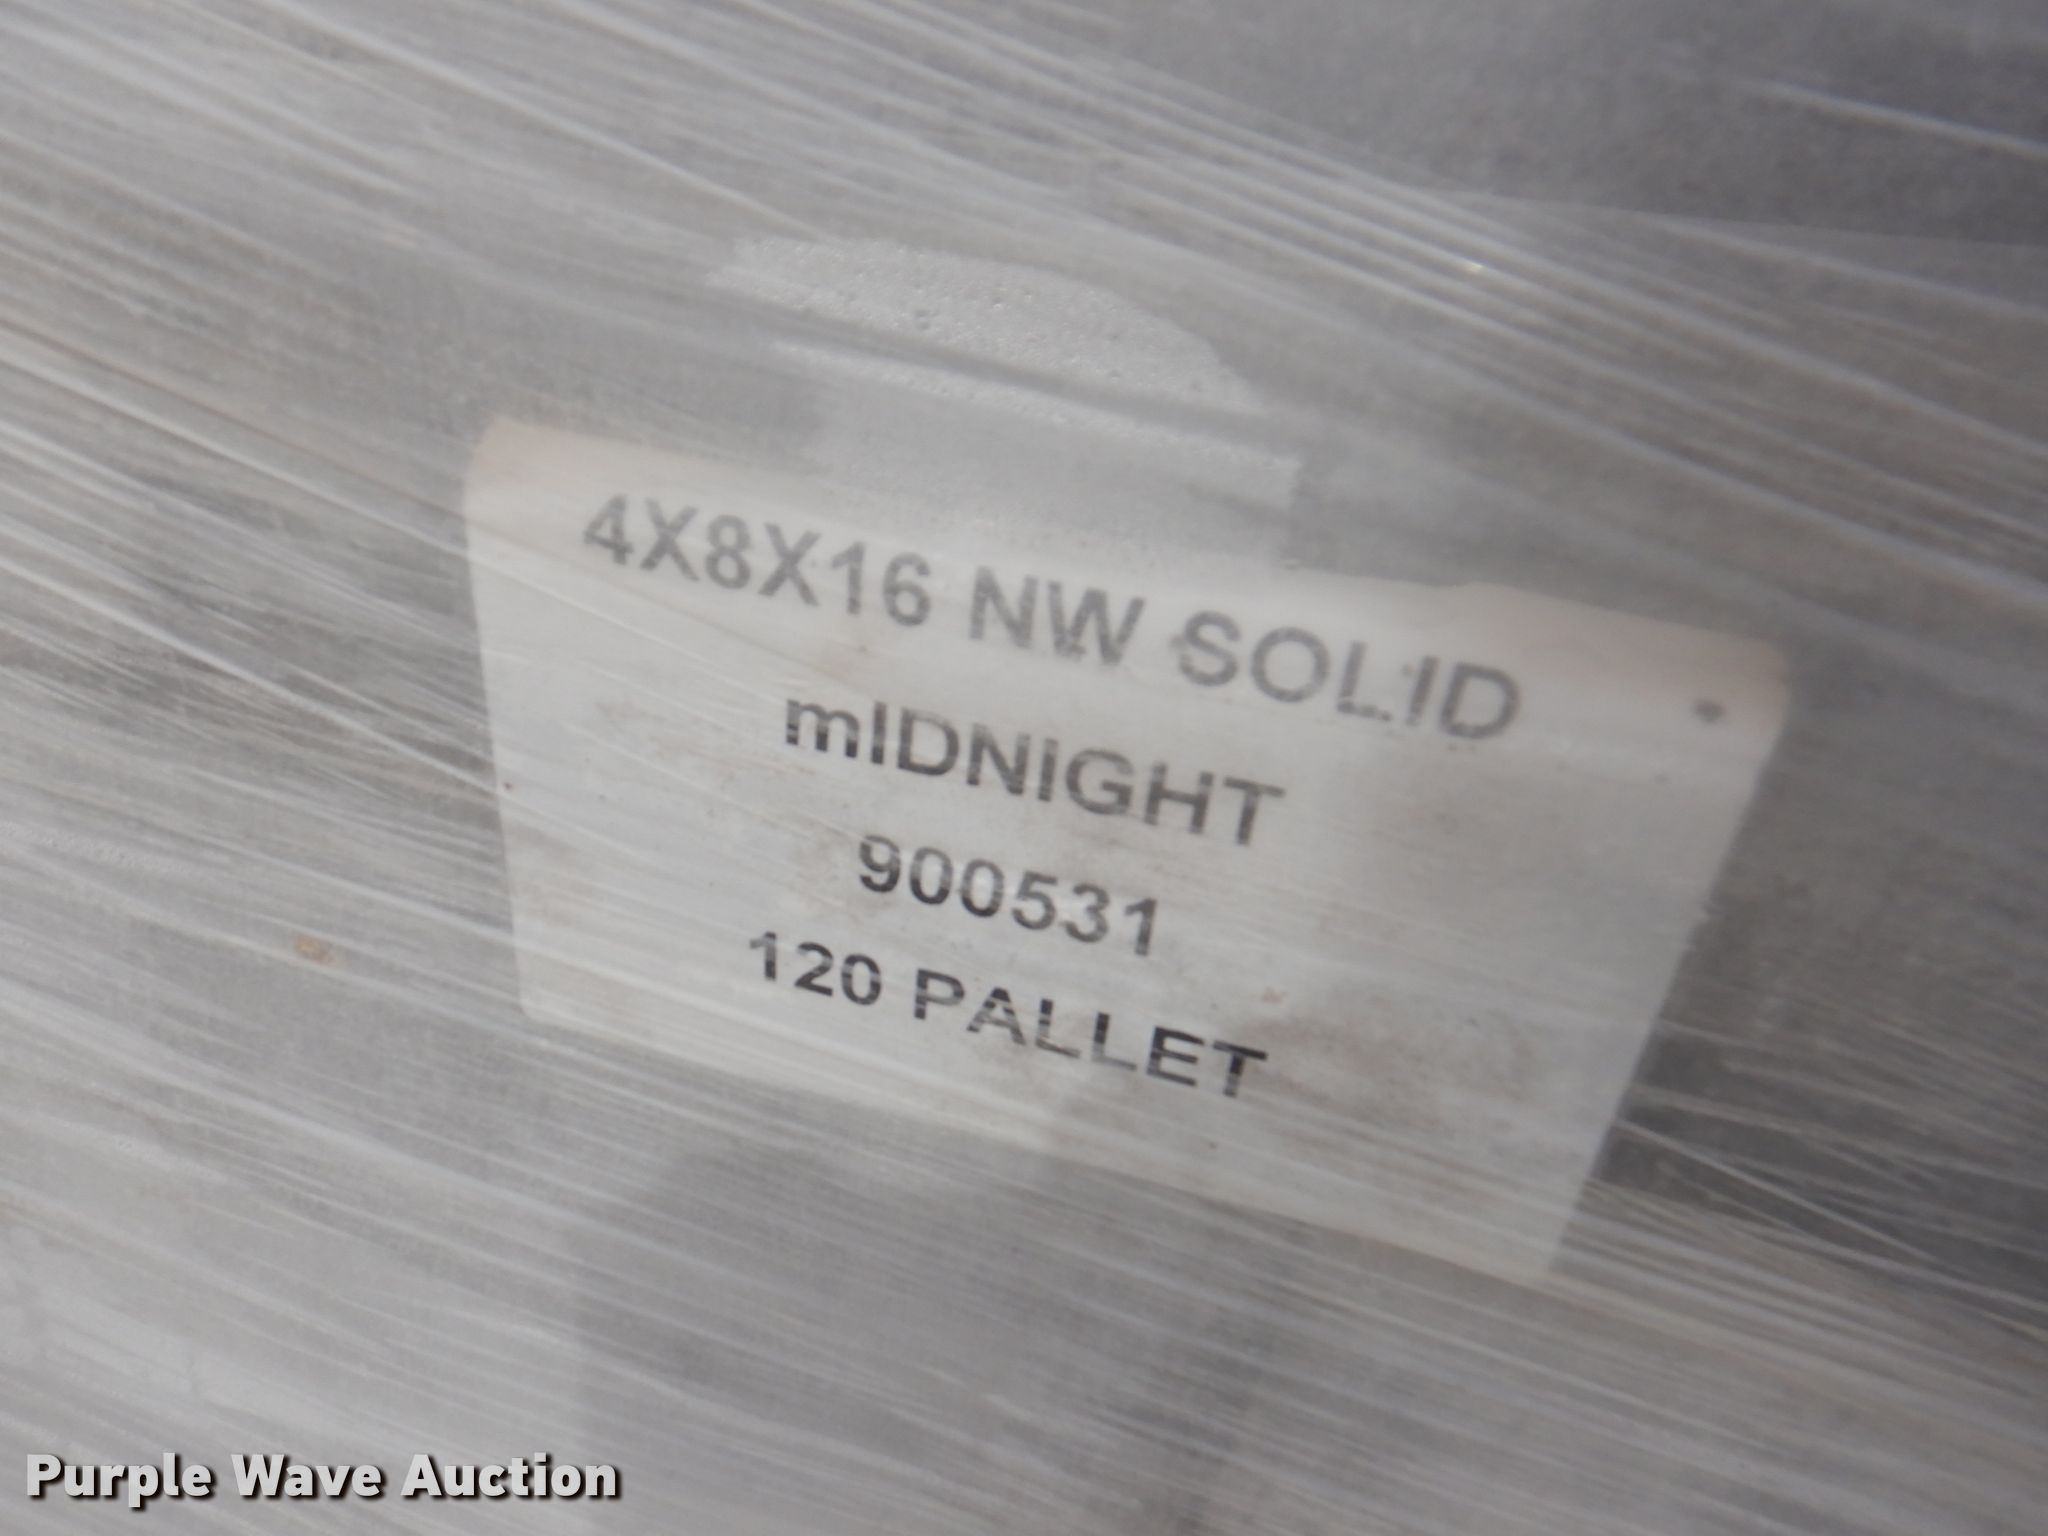 4X8X16 NW SOLID
mIDNIGHT
900531
120 PALLET
Purple Wave Auction